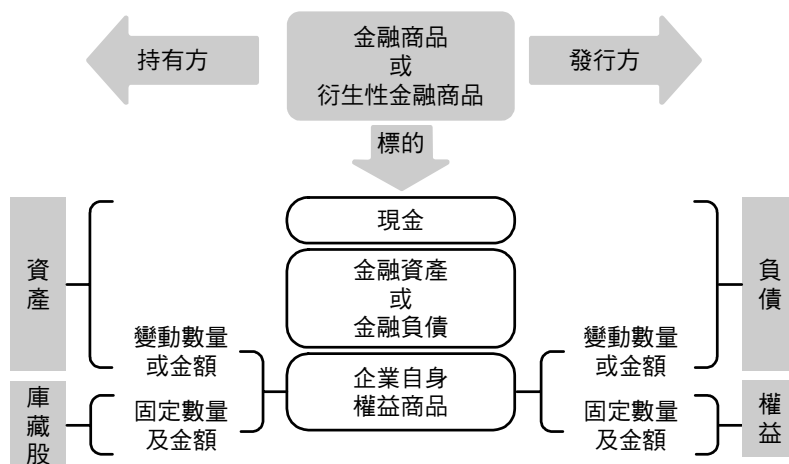 持有方
金融商品
或
衍生性金融商品
發行方
標的
現金
金融資產
或
金融負債
企業自身
權益商品
資
產
庫
藏
股
變動數量
或金額
固定數量
及金額
變動數量
或金額
固定數量
及金額
負
債
權
益